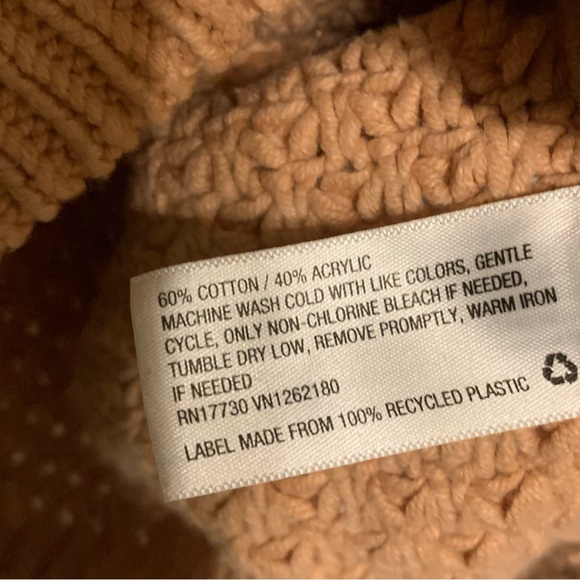 60% COTTON / 40% ACRYLIC
MACHINE WASH COLD WITH LIKE COLORS, GENTLE
CYCLE, ONLY NON-CHLORINE BLEACH IF NEEDED,
TUMBLE DRY LOW, REMOVE PROMPTLY, WARM IRON
IF NEEDED
RN17730 VN1262180
LABEL MADE FROM 100% RECYCLED PLASTIC